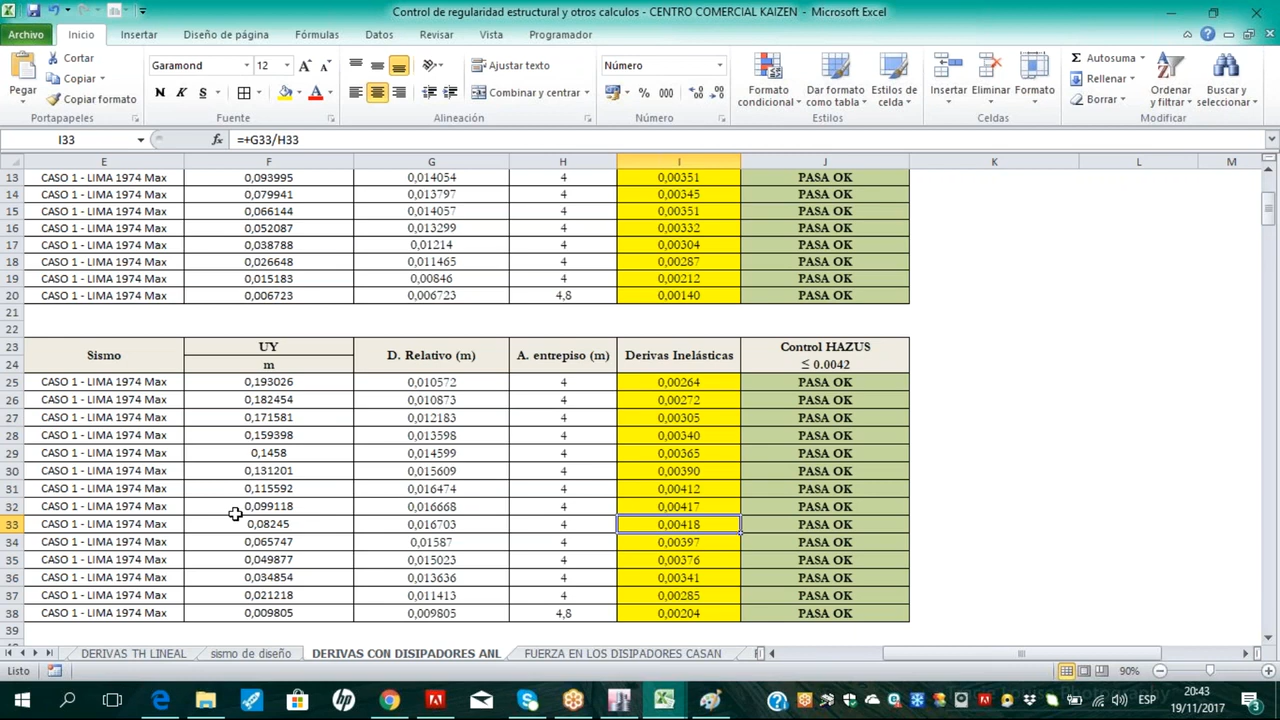 Control de regularidad estructural y otros calculos - CENTRO COMERCIAL KAIZEN - Microsoft Excel
Archivo Inicio Insertar Diseño de página Fórmulas Datos Revisar Vista Programador
Pegar Cortar Copiar Copiar formato Portapapeles
Garamond 12 N K S Fuente
Ajustar texto Combinar y centrar Alineación
Número % 000 Número
Formato condicional Dar formato como tabla Estilos de celda Estilos
Insertar Eliminar Formato Celdas
Autosuma Rellenar Borrar Ordenar y filtrar Buscar y seleccionar Modificar
I33 fx =+G33/H33
E F G H I J K L M
13 CASO 1 - LIMA 1974 Max 0,093995 0,014054 4 0,00351 PASA OK
14 CASO 1 - LIMA 1974 Max 0,079941 0,013797 4 0,00345 PASA OK
15 CASO 1 - LIMA 1974 Max 0,066144 0,014057 4 0,00351 PASA OK
16 CASO 1 - LIMA 1974 Max 0,052087 0,013299 4 0,00332 PASA OK
17 CASO 1 - LIMA 1974 Max 0,038788 0,01214 4 0,00304 PASA OK
18 CASO 1 - LIMA 1974 Max 0,026648 0,011465 4 0,00287 PASA OK
19 CASO 1 - LIMA 1974 Max 0,015183 0,00846 4 0,00212 PASA OK
20 CASO 1 - LIMA 1974 Max 0,006723 0,006723 4,8 0,00140 PASA OK
21
22
23 Sismo UY D. Relativo (m) A. entrepiso (m) Derivas Inelásticas Control HAZUS
24 m ≤ 0.0042
25 CASO 1 - LIMA 1974 Max 0,193026 0,010572 4 0,00264 PASA OK
26 CASO 1 - LIMA 1974 Max 0,182454 0,010873 4 0,00272 PASA OK
27 CASO 1 - LIMA 1974 Max 0,171581 0,012183 4 0,00305 PASA OK
28 CASO 1 - LIMA 1974 Max 0,159398 0,013598 4 0,00340 PASA OK
29 CASO 1 - LIMA 1974 Max 0,1458 0,014599 4 0,00365 PASA OK
30 CASO 1 - LIMA 1974 Max 0,131201 0,015609 4 0,00390 PASA OK
31 CASO 1 - LIMA 1974 Max 0,115592 0,016474 4 0,00412 PASA OK
32 CASO 1 - LIMA 1974 Max 0,099118 0,016668 4 0,00417 PASA OK
33 CASO 1 - LIMA 1974 Max 0,08245 0,016703 4 0,00418 PASA OK
34 CASO 1 - LIMA 1974 Max 0,065747 0,01587 4 0,00397 PASA OK
35 CASO 1 - LIMA 1974 Max 0,049877 0,015023 4 0,00376 PASA OK
36 CASO 1 - LIMA 1974 Max 0,034854 0,013636 4 0,00341 PASA OK
37 CASO 1 - LIMA 1974 Max 0,021218 0,011413 4 0,00285 PASA OK
38 CASO 1 - LIMA 1974 Max 0,009805 0,009805 4,8 0,00204 PASA OK
39
DERIVAS TH LINEAL sismo de diseño DERIVAS CON DISIPADORES ANL FUERZA EN LOS DISIPADORES CASAN
Listo 90%
ESP 20:43
19/11/2017